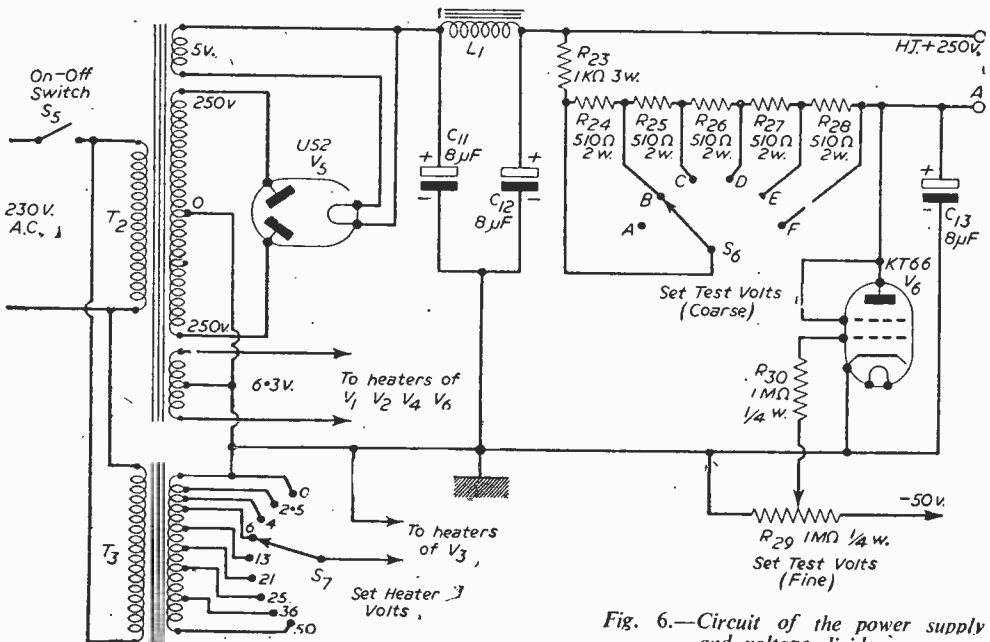 On-Off
Switch
S5
230V.
A.C.
T2
5v.
250v
0
250v.
6·3v.
U52
V5
L1
C11
8µF
C12
8µF
+
-
+
-
R23
1KΩ 3w.
H.T.+250v.
A
R24
510Ω
2w.
R25
510Ω
2w.
R26
510Ω
2w.
R27
510Ω
2w.
R28
510Ω
2w.
A
B
C
D
E
F
S6
Set Test Volts
(Coarse)
+
-
C13
8µF
KT66
V6
R30
1MΩ
1/4 w.
To heaters of
V1 V2 V4 V6
T3
0
2·5
4
6
13
21
25
36
50
S7
To heaters
of V3
Set Heater
Volts
-50v.
R29 1MΩ 1/4 w.
Set Test Volts
(Fine)
Fig. 6.—Circuit of the power supply
and voltage divider